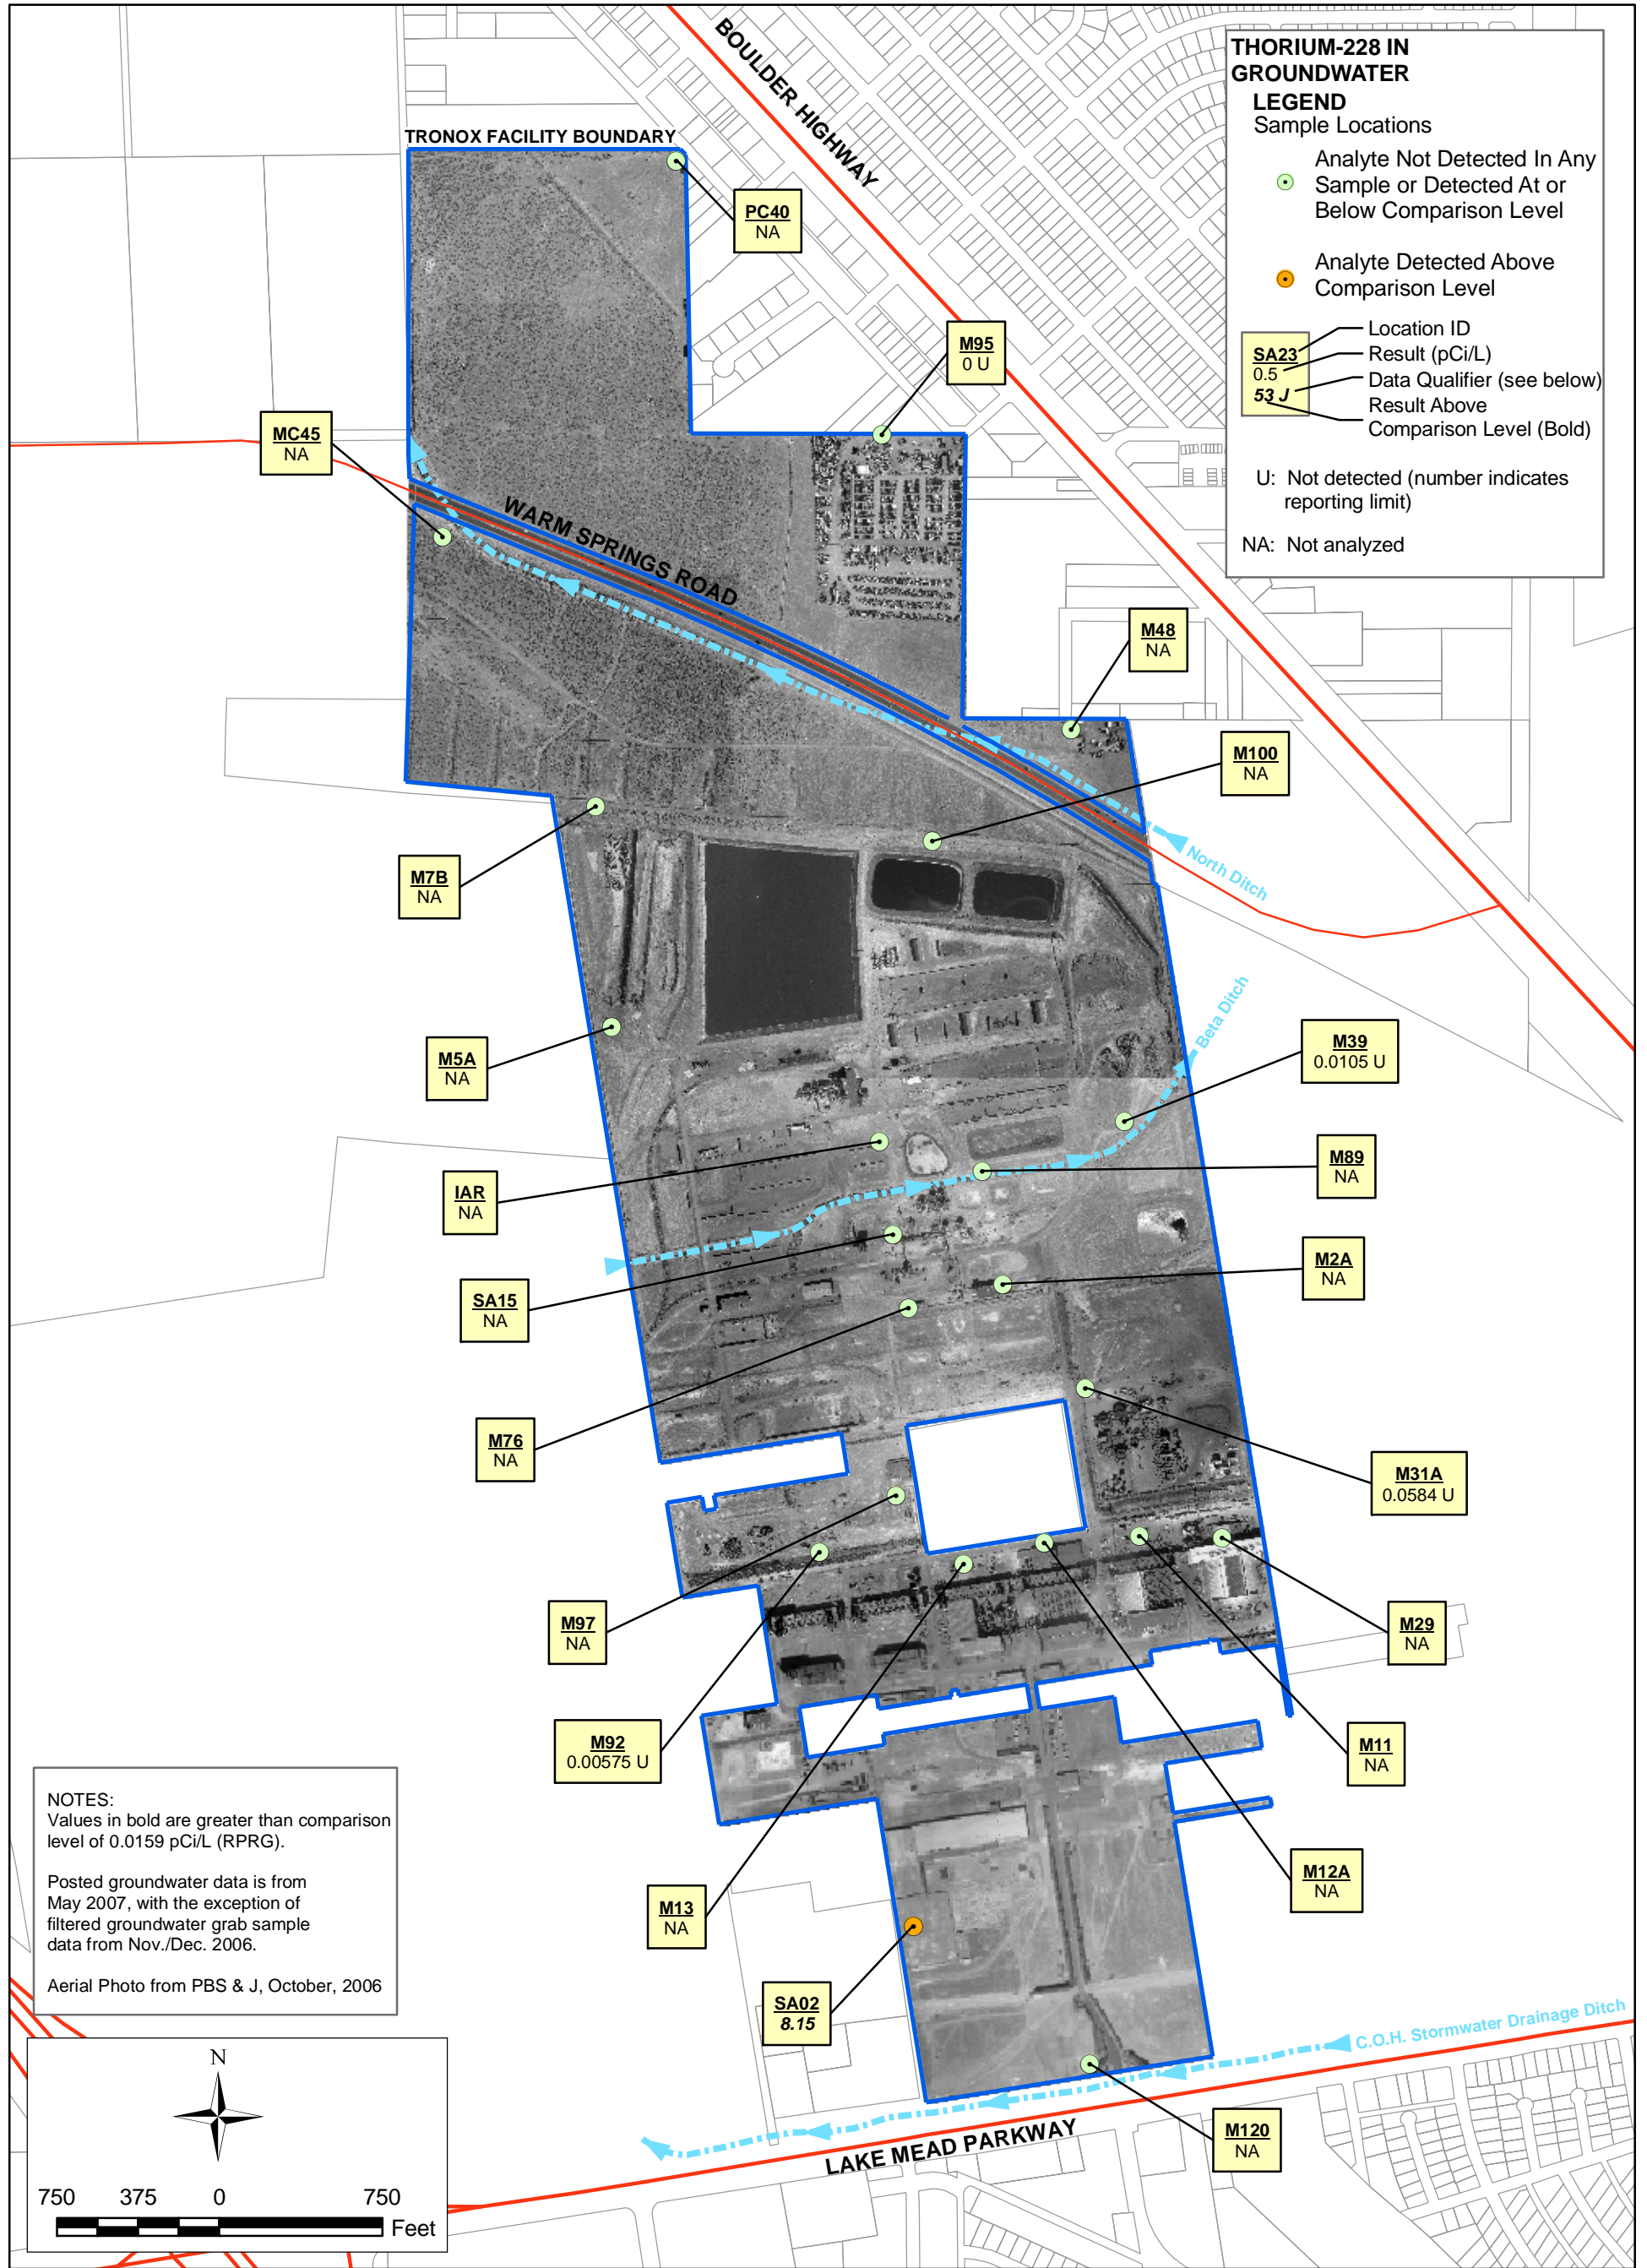 BOULDER HIGHWAY
THORIUM-228 IN
GROUNDWATER
LEGEND
Sample Locations
Analyte Not Detected In Any
Sample or Detected At or
Below Comparison Level
Analyte Detected Above
Comparison Level
SA23
0.5
53 J
Location ID
Result (pCi/L)
Data Qualifier (see below)
Result Above
Comparison Level (Bold)
U: Not detected (number indicates
reporting limit)
NA: Not analyzed
TRONOX FACILITY BOUNDARY
PC40
NA
M95
0 U
MC45
NA
WARM SPRINGS ROAD
M48
NA
M100
NA
North Ditch
M7B
NA
Beta Ditch
M5A
NA
M39
0.0105 U
M89
NA
IAR
NA
M2A
NA
SA15
NA
M76
NA
M31A
0.0584 U
M97
NA
M29
NA
M92
0.00575 U
M11
NA
M12A
NA
M13
NA
SA02
8.15
NOTES:
Values in bold are greater than comparison
level of 0.0159 pCi/L (RPRG).
Posted groundwater data is from
May 2007, with the exception of
filtered groundwater grab sample
data from Nov./Dec. 2006.
Aerial Photo from PBS & J, October, 2006
C.O.H. Stormwater Drainage Ditch
LAKE MEAD PARKWAY
M120
NA
N
750 375 0 750
Feet